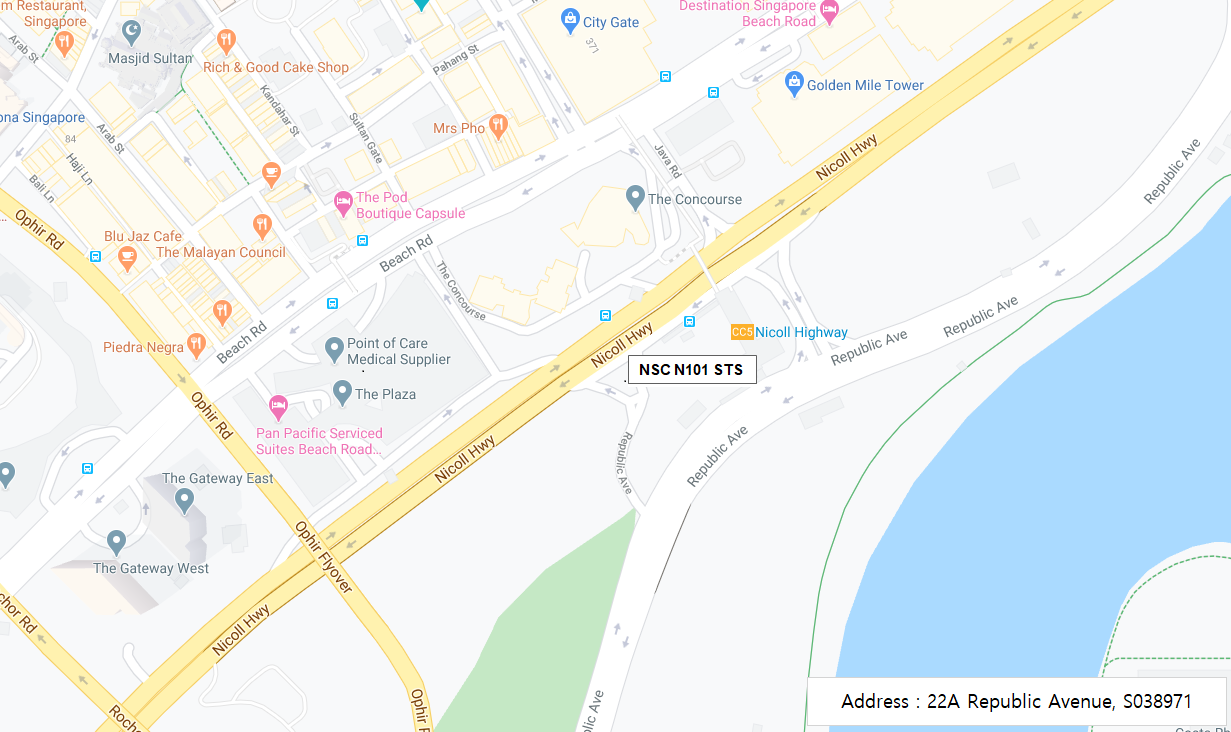 m Restaurant,
Singapore
Masjid Sultan
Rich & Good Cake Shop
Pahang St
City Gate
371
Destination Singapore
Beach Road
Golden Mile Tower
ona Singapore
Arab St
84
Arab St
Haji Ln
Bali Ln
Kandahar St
Sultan Gate
Mrs Pho
Java Rd
Nicoll Hwy
Republic Ave
The Pod
Boutique Capsule
The Concourse
Ophir Rd
Blu Jaz Cafe
The Malayan Council
Beach Rd
The Concourse
Piedra Negra
Beach Rd
Point of Care
Medical Supplier
The Plaza
Nicoll Hwy
CC5 Nicoll Highway
Republic Ave
Republic Ave
NSC N101 STS
Ophir Rd
Pan Pacific Serviced
Suites Beach Road...
Nicoll Hwy
Republic Ave
Republic Ave
The Gateway East
The Gateway West
Ophir Flyover
chor Rd
Nicoll Hwy
Roch
Ophir R
blic Ave
Address : 22A Republic Avenue, S038971